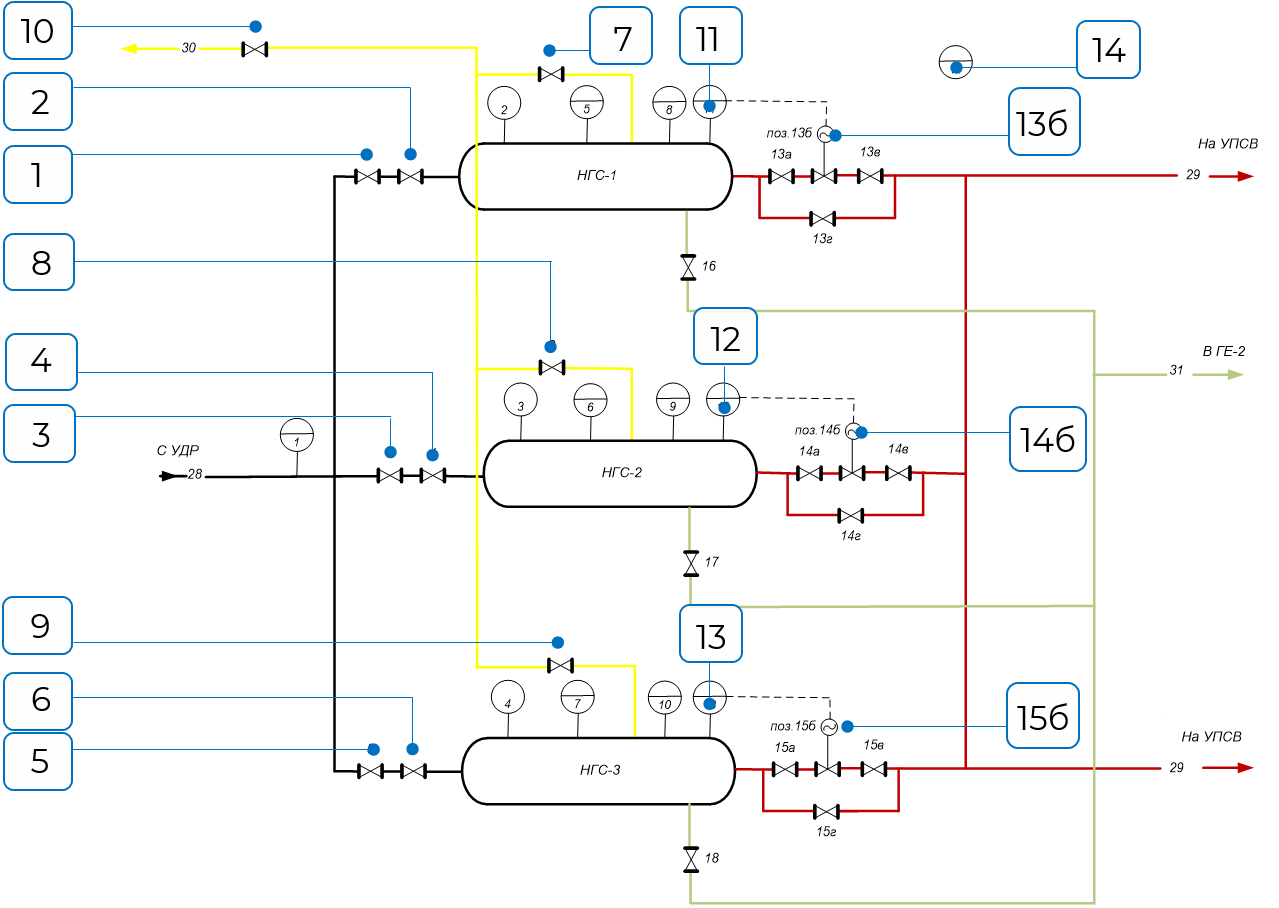 10
7
11
14
30
2
2
5
8
13б
поз.13б
13а
13в
На УПСВ
1
НГС-1
29
13г
8
16
12
4
В ГЕ-2
31
3
6
9
14б
3
поз.14б
1
14а
14в
С УДР
28
НГС-2
14г
17
9
13
6
4
7
10
15б
поз.15б
15а
15в
На УПСВ
5
НГС-3
29
15г
18